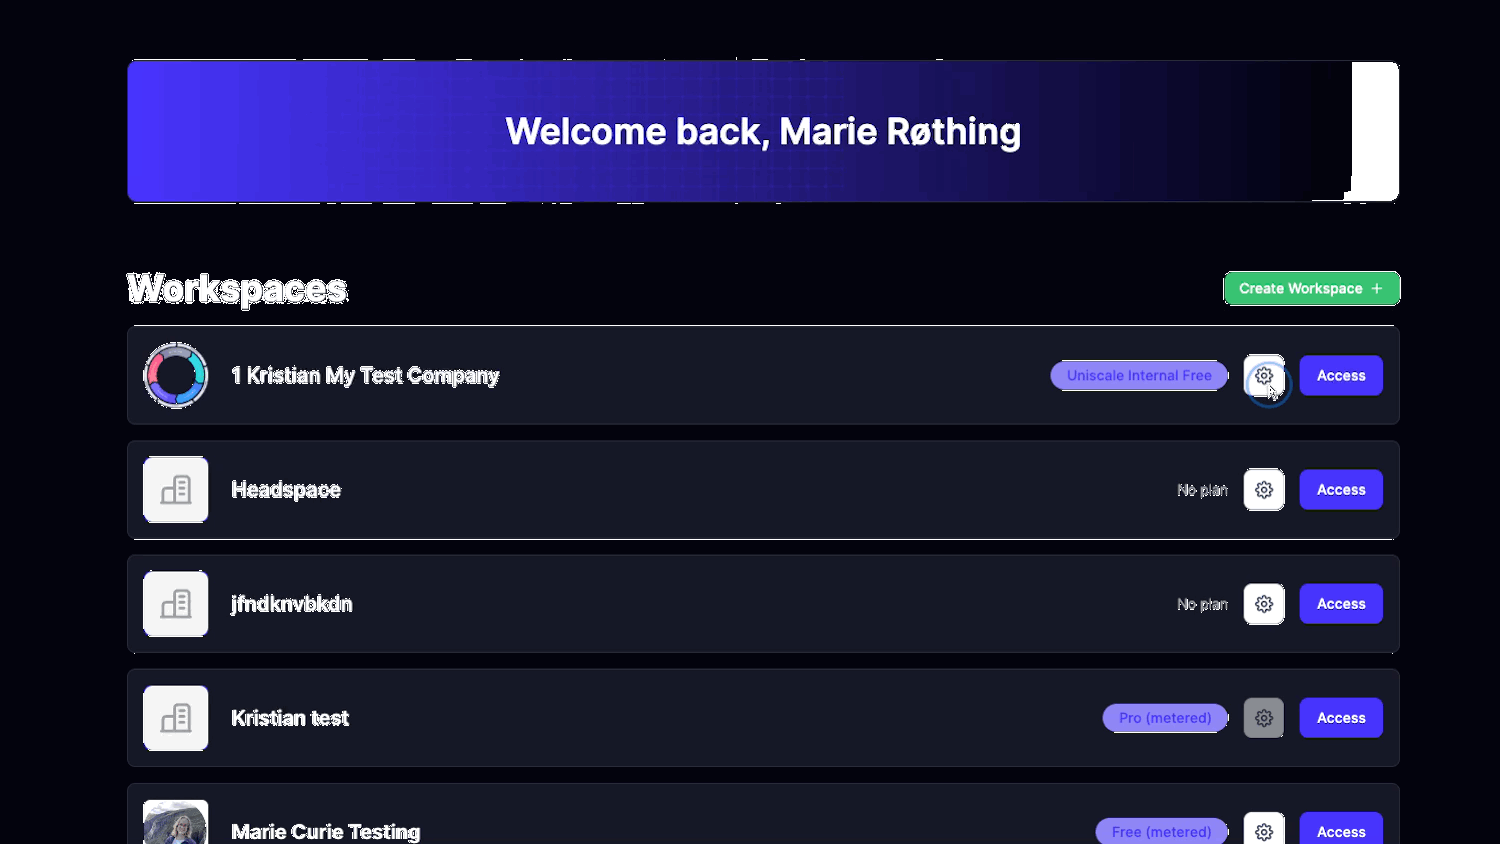 Welcome back, Marie Røthing
Workspaces
Create Workspace +
1 Kristian My Test Company
Uniscale Internal Free
Access
Headspace
No plan
Access
jfndknvbkdn
No plan
Access
Kristian test
Pro (metered)
Access
Marie Curie Testing
Free (metered)
Access